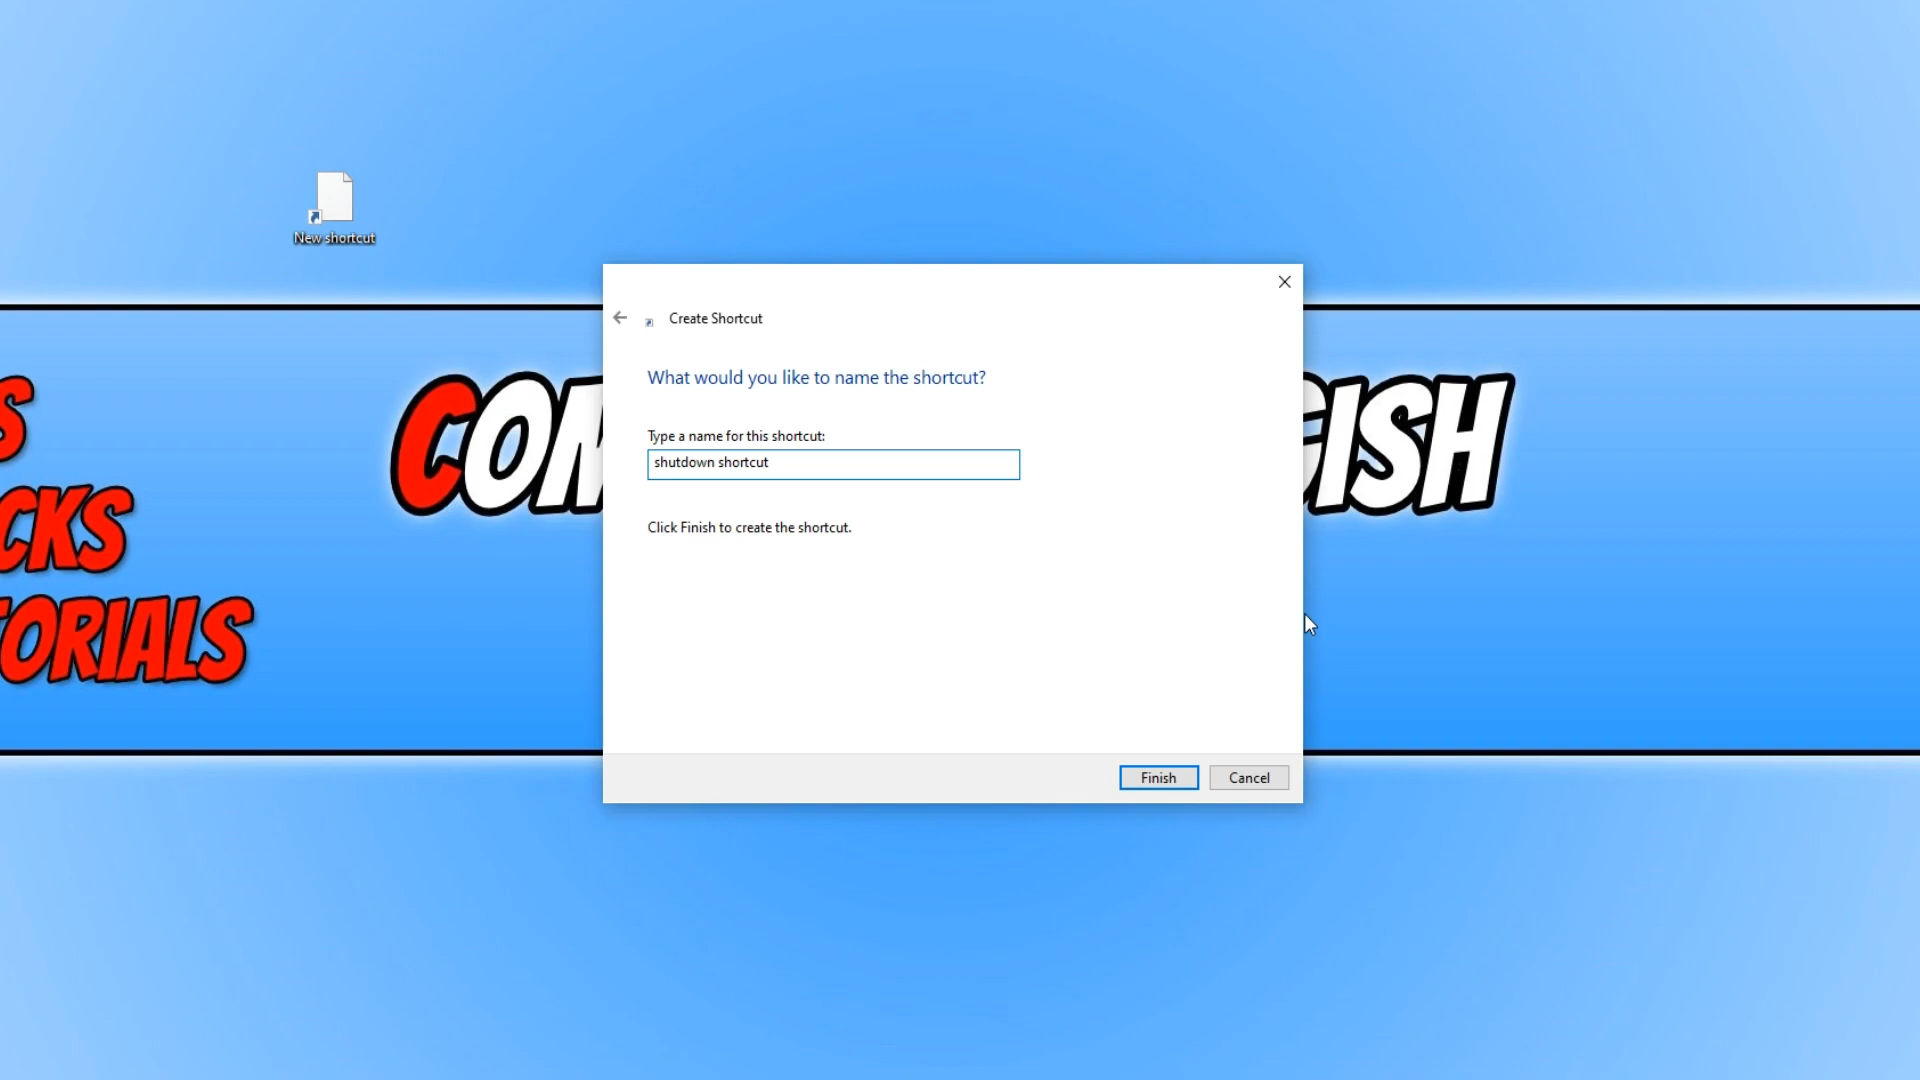 New shortcut
Create Shortcut
What would you like to name the shortcut?
Type a name for this shortcut:
shutdown shortcut
Click Finish to create the shortcut.
Finish
Cancel